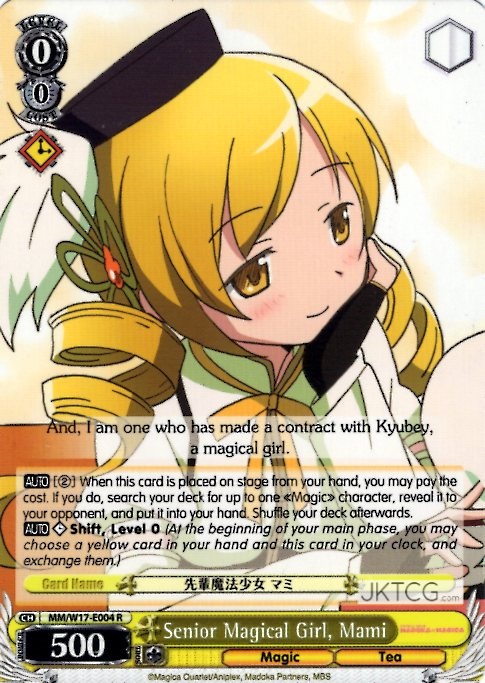 LEVEL
0
0
COST
And, I am one who has made a contract with Kyubey,
a magical girl.
AUTO [②] When this card is placed on stage from your hand, you may pay the
cost. If you do, search your deck for up to one «Magic» character, reveal it to
your opponent, and put it into your hand. Shuffle your deck afterwards.
AUTO Shift, Level 0 (At the beginning of your main phase, you may
choose a yellow card in your hand and this card in your clock, and
exchange them.)
Card Name 先輩魔法少女 マミ
JKTCG.com
CH MM/W17-E004 R
500 Senior Magical Girl, Mami
MADOKA★MAGICA
Magic Tea
©Magica Quartet/Aniplex, Madoka Partners, MBS